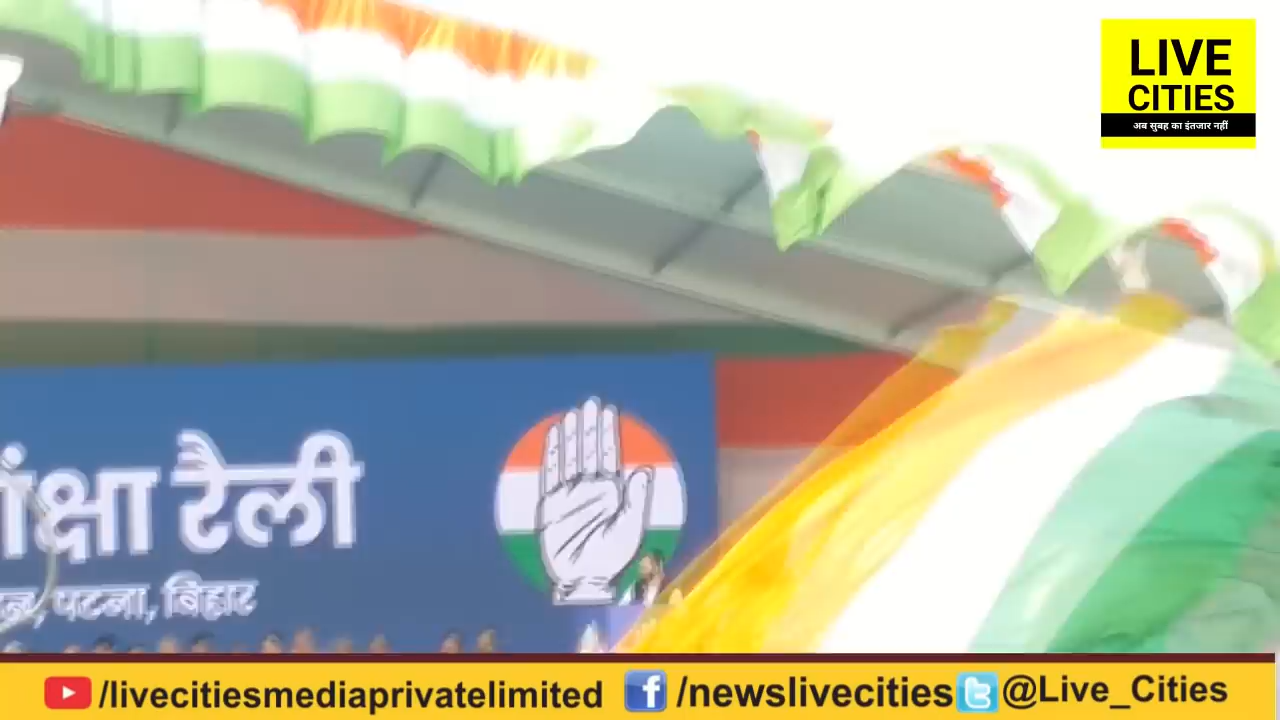 LIVE
CITIES
अब सुबह का इंतजार नहीं
रैली
पटना, बिहार
/livecitiesmediaprivatelimited
/newslivecities
@Live_Cities